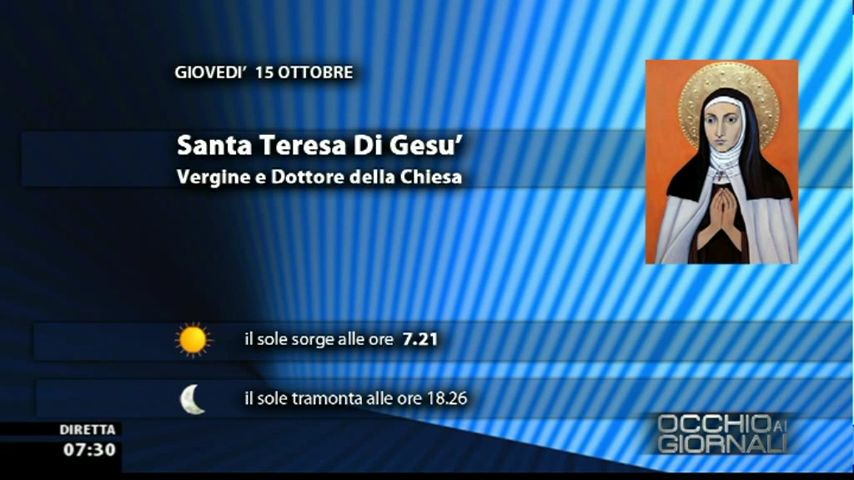 GIOVEDI’ 15 OTTOBRE
Santa Teresa Di Gesu’
Vergine e Dottore della Chiesa
il sole sorge alle ore 7.21
il sole tramonta alle ore 18.26
DIRETTA
07:30
OCCHIO AI
GIORNALI